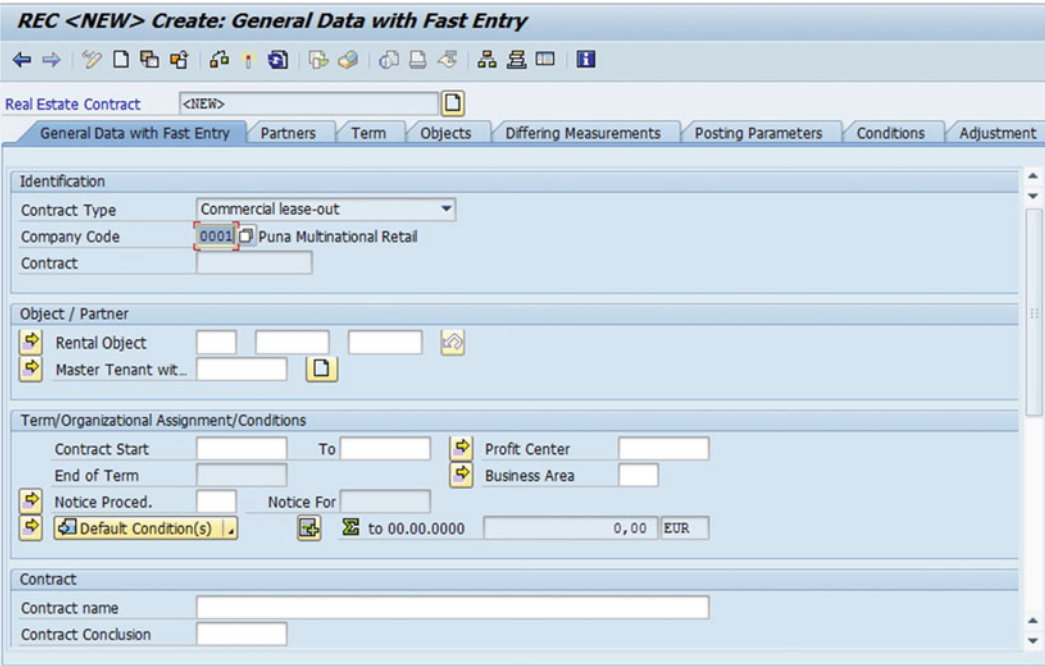 REC <NEW> Create: General Data with Fast Entry
Real Estate Contract <NEW>
General Data with Fast Entry Partners Term Objects Differing Measurements Posting Parameters Conditions Adjustment
Identification
Contract Type Commercial lease-out
Company Code 0001 Puna Multinational Retail
Contract
Object / Partner
Rental Object
Master Tenant wit...
Term/Organizational Assignment/Conditions
Contract Start To Profit Center
End of Term Business Area
Notice Proced. Notice For
Default Condition(s) Σ to 00.00.0000 0,00 EUR
Contract
Contract name
Contract Conclusion